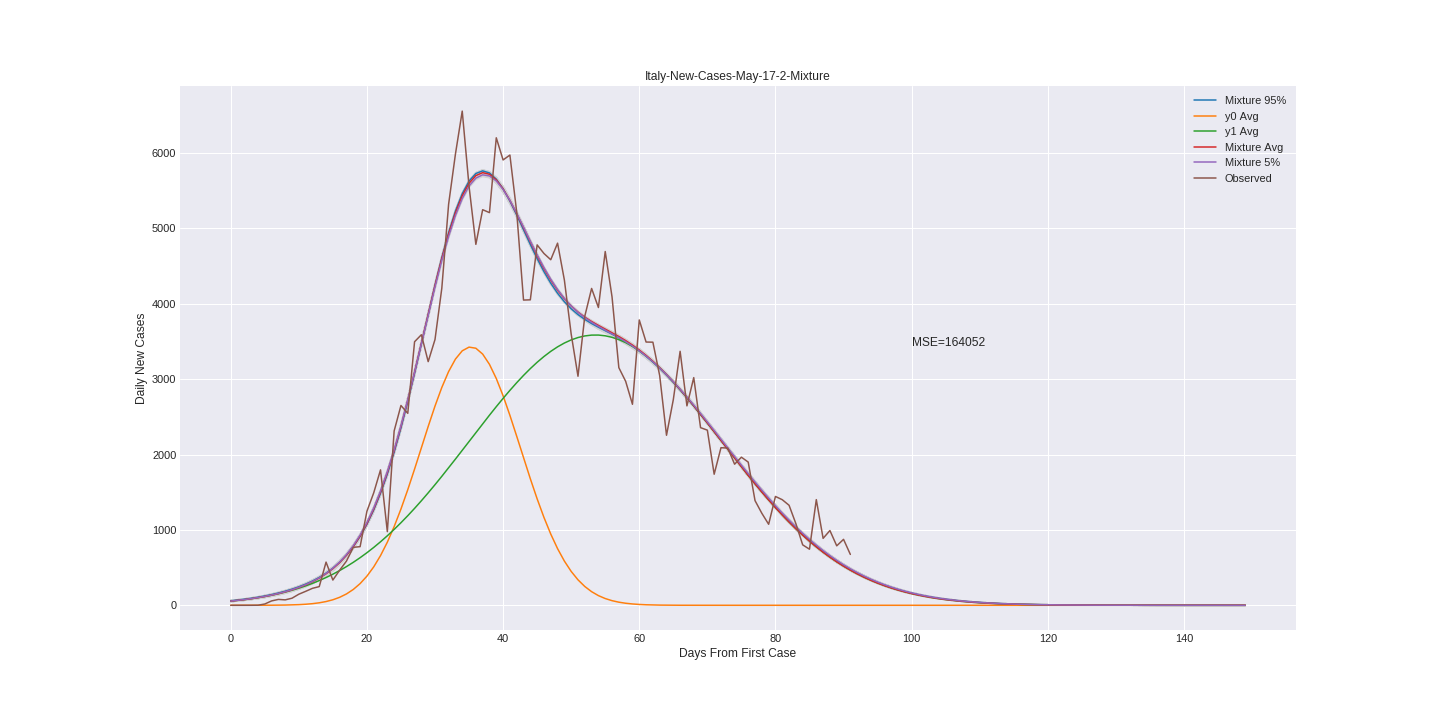 Italy-New-Cases-May-17-2-Mixture
Mixture 95%
y0 Avg
y1 Avg
Mixture Avg
Mixture 5%
Observed
6000
5000
4000
3000
2000
1000
0
Daily New Cases
MSE=164052
0 20 40 60 80 100 120 140
Days From First Case